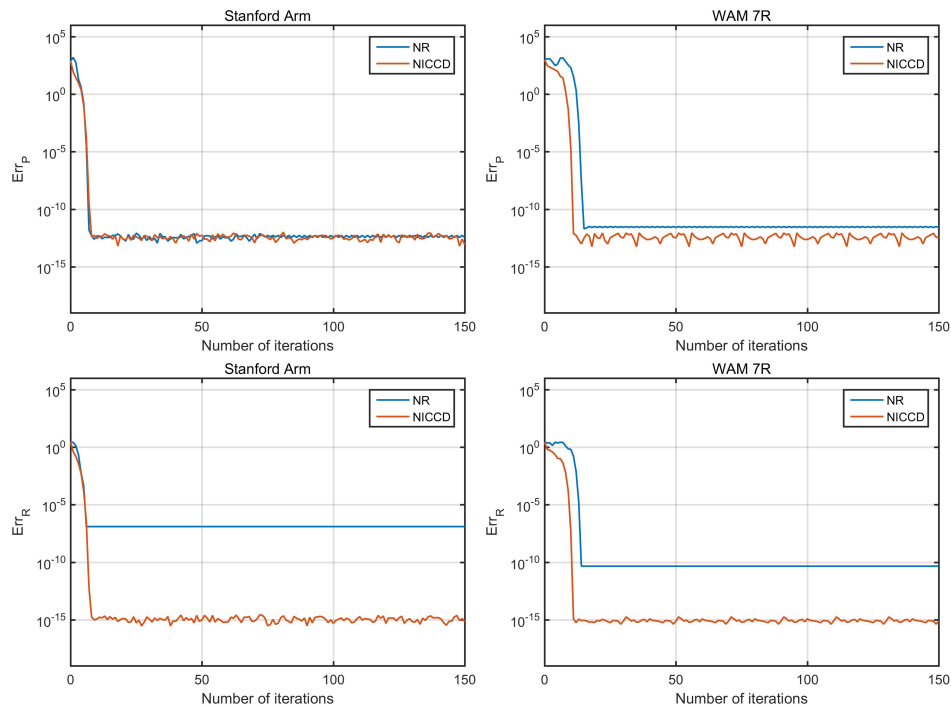 Stanford Arm
10^5
10^0
10^-5
10^-10
10^-15
Err_P
NR
NICCD
0
50
100
150
Number of iterations
WAM 7R
10^5
10^0
10^-5
10^-10
10^-15
Err_P
NR
NICCD
0
50
100
150
Number of iterations
Stanford Arm
10^5
10^0
10^-5
10^-10
10^-15
Err_R
NR
NICCD
0
50
100
150
Number of iterations
WAM 7R
10^5
10^0
10^-5
10^-10
10^-15
Err_R
NR
NICCD
0
50
100
150
Number of iterations